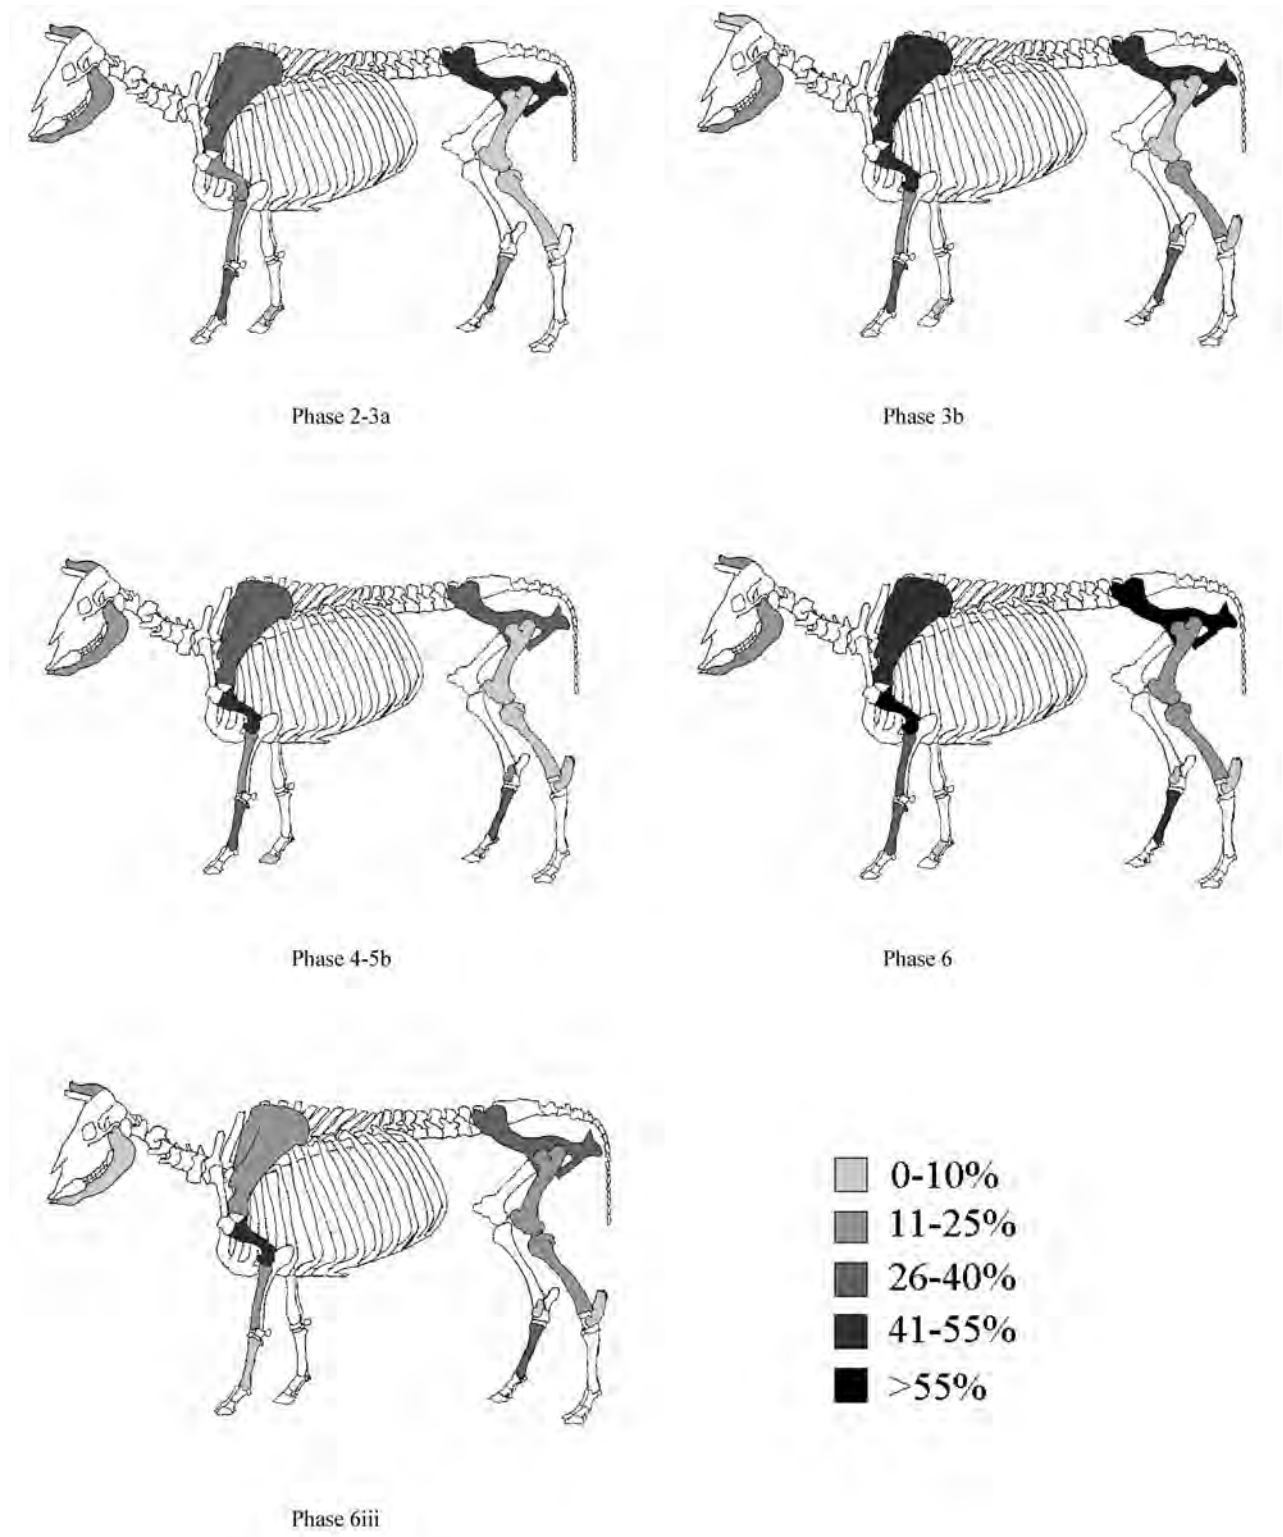 Phase 2-3a
Phase 3b
Phase 4-5b
Phase 6
0-10%
11-25%
26-40%
41-55%
>55%
Phase 6iii